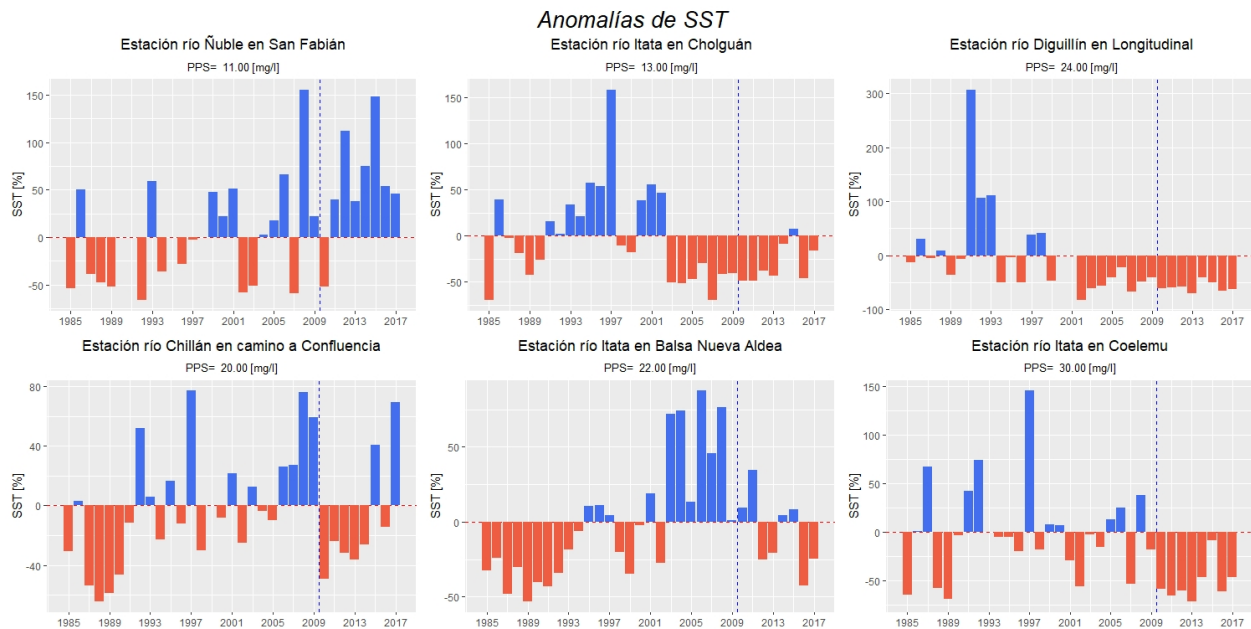 Anomalías de SST
Estación río Ñuble en San Fabián
PPS= 11.00 [mg/l]
SST [%]
150
100
50
0
-50
1985 1989 1993 1997 2001 2005 2009 2013 2017
Estación río Itata en Cholguán
PPS= 13.00 [mg/l]
SST [%]
150
100
50
0
-50
1985 1989 1993 1997 2001 2005 2009 2013 2017
Estación río Diguillín en Longitudinal
PPS= 24.00 [mg/l]
SST [%]
300
200
100
0
-100
1985 1989 1993 1997 2001 2005 2009 2013 2017
Estación río Chillán en camino a Confluencia
PPS= 20.00 [mg/l]
SST [%]
80
40
0
-40
1985 1989 1993 1997 2001 2005 2009 2013 2017
Estación río Itata en Balsa Nueva Aldea
PPS= 22.00 [mg/l]
SST [%]
50
0
-50
1985 1989 1993 1997 2001 2005 2009 2013 2017
Estación río Itata en Coelemu
PPS= 30.00 [mg/l]
SST [%]
150
100
50
0
-50
1985 1989 1993 1997 2001 2005 2009 2013 2017